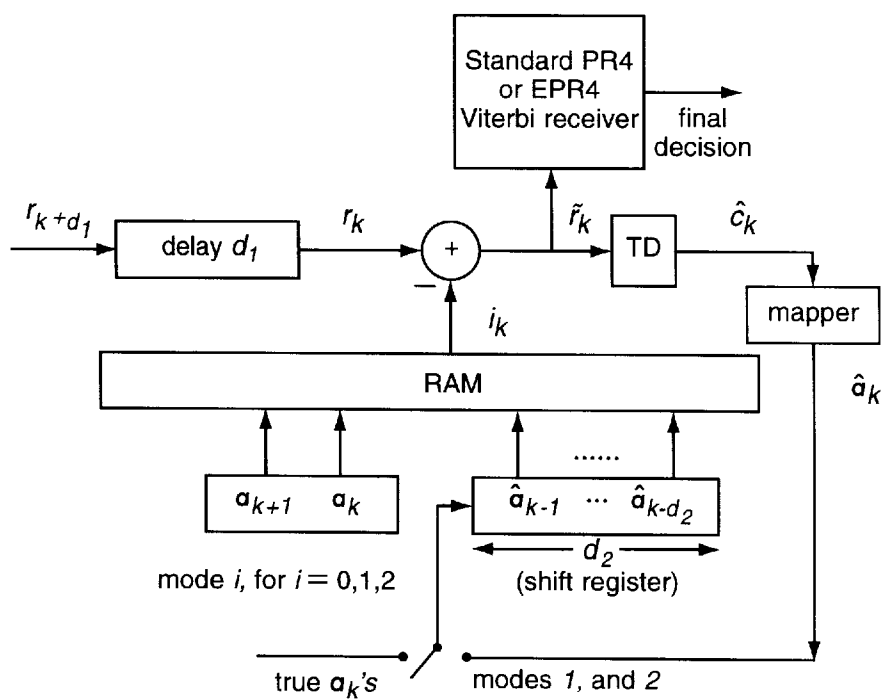 Standard PR4
or EPR4
Viterbi receiver
final
decision
r_{k+d_1}
delay d_1
r_k
+
−
r̃_k
TD
ĉ_k
mapper
i_k
RAM
â_k
a_{k+1} a_k
......
â_{k-1} ... â_{k-d_2}
d_2
(shift register)
mode i, for i = 0,1,2
true a_k's
modes 1, and 2